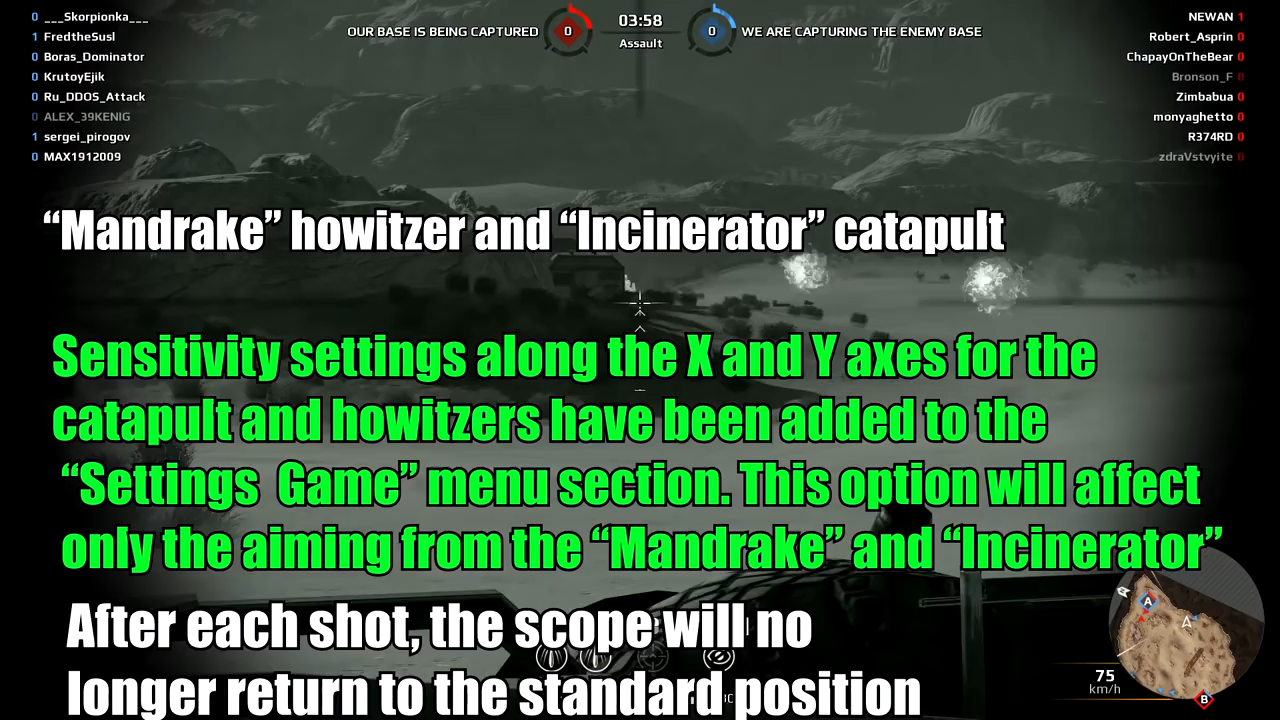 0 ___Skorpionka___
1 FredtheSusl
0 Boras_Dominator
0 KrutoyEjik
0 Ru_DDOS_Attack
0 ALEX_39KENIG
1 sergei_pirogov
0 MAX1912009
OUR BASE IS BEING CAPTURED 0 03:58 0 WE ARE CAPTURING THE ENEMY BASE
Assault
NEWAN 1
Robert_Asprin 0
ChapayOnTheBear 0
Bronson_F 0
Zimbabua 0
monyaghetto 0
R374RD 0
zdraVstvyite 0
“Mandrake” howitzer and “Incinerator” catapult
Sensitivity settings along the X and Y axes for the
catapult and howitzers have been added to the
“Settings Game” menu section. This option will affect
only the aiming from the “Mandrake” and “Incinerator”
After each shot, the scope will no
longer return to the standard position
A
A
A
75
km/h
B